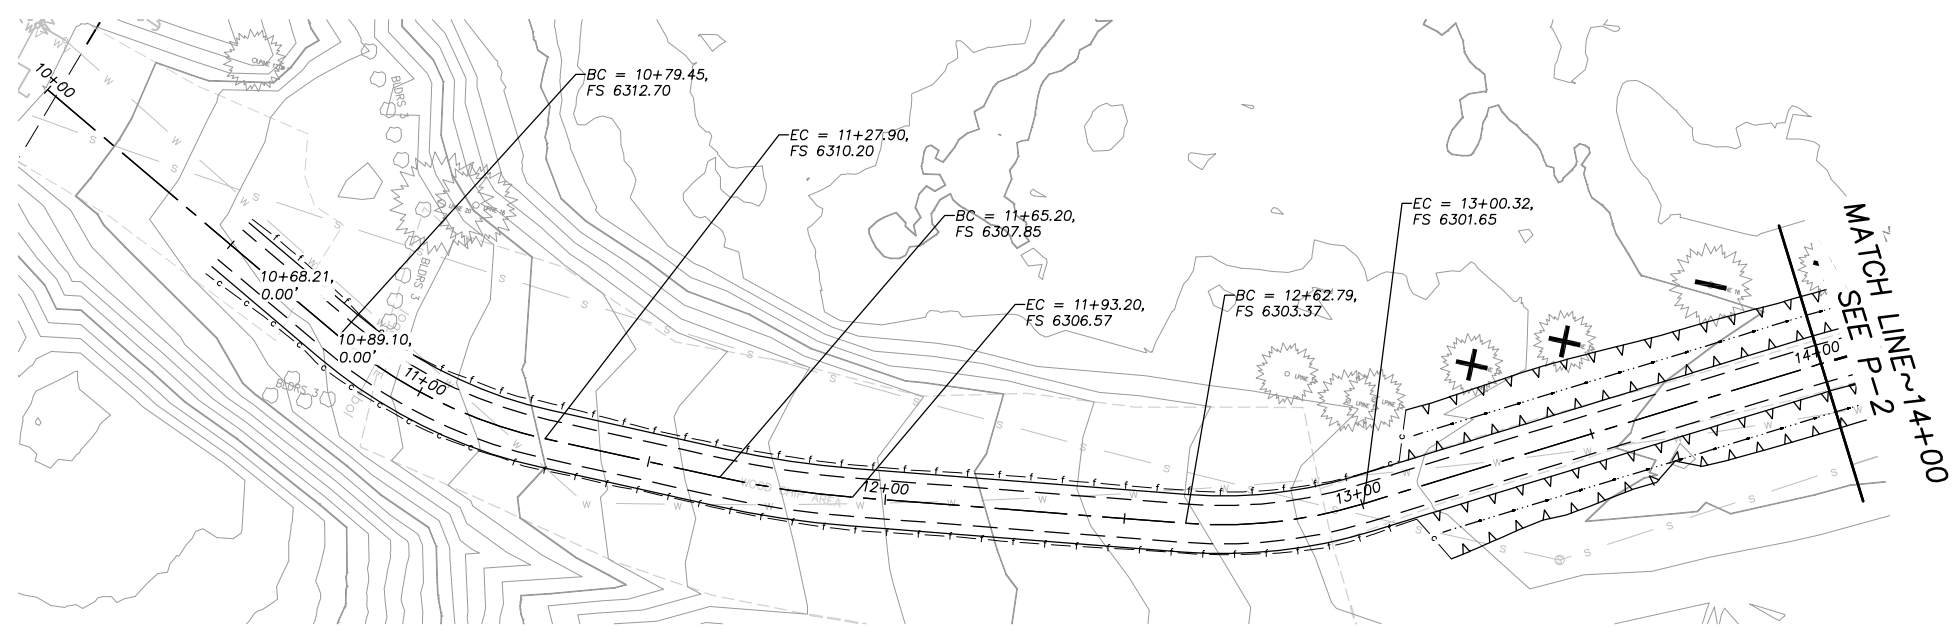 10+00
BC = 10+79.45,
FS 6312.70
EC = 11+27.90,
FS 6310.20
BC = 11+65.20,
FS 6307.85
EC = 13+00.32,
FS 6301.65
EC = 11+93.20,
FS 6306.57
BC = 12+62.79,
FS 6303.37
10+68.21,
0.00'
10+89.10,
0.00'
11+00
12+00
13+00
14+00
BLDRS 3
BLDRS 3
BLDRS 3
WOOD CHIP AREA
MATCH LINE~14+00
SEE P-2